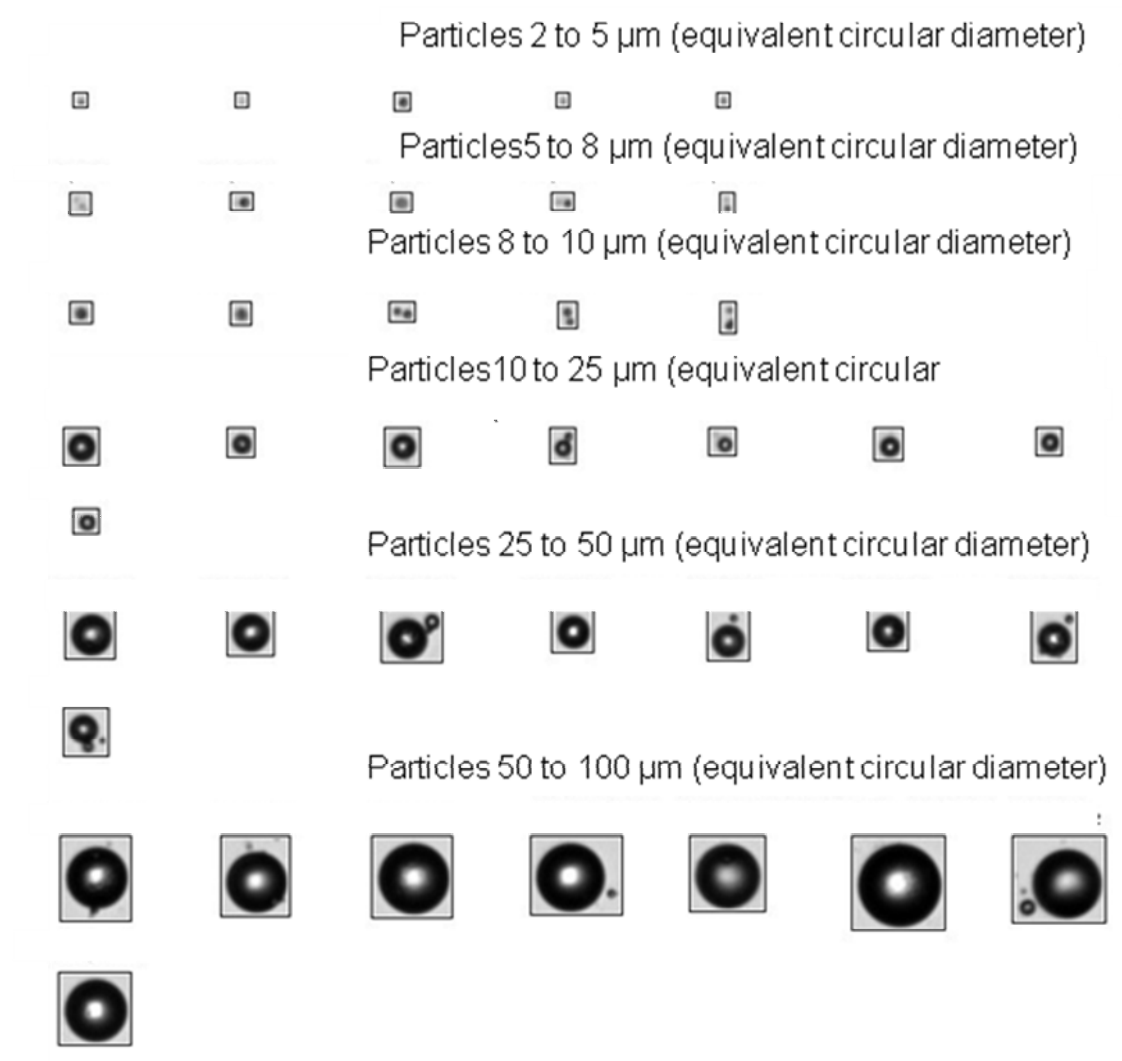 Particles 2 to 5 µm (equivalent circular diameter)
Particles5 to 8 µm (equivalent circular diameter)
Particles 8 to 10 µm (equivalent circular diameter)
Particles10 to 25 µm (equivalent circular
Particles 25 to 50 µm (equivalent circular diameter)
Particles 50 to 100 µm (equivalent circular diameter)